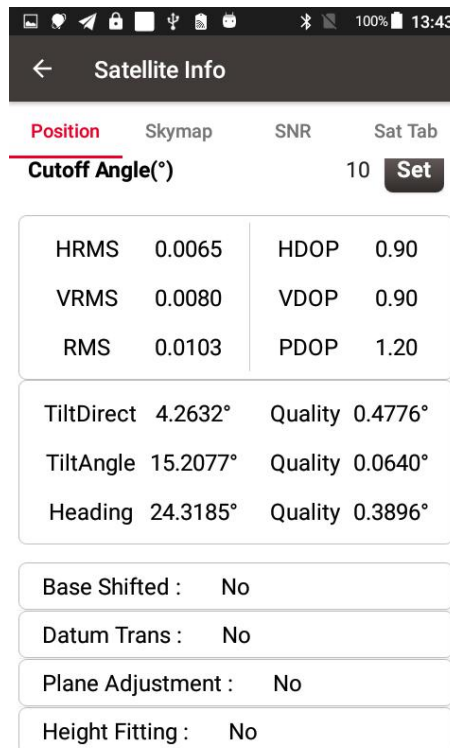 100% 13:43
Satellite Info
Position Skymap SNR Sat Tab
Cutoff Angle(°) 10 Set
HRMS 0.0065 HDOP 0.90
VRMS 0.0080 VDOP 0.90
RMS 0.0103 PDOP 1.20
TiltDirect 4.2632° Quality 0.4776°
TiltAngle 15.2077° Quality 0.0640°
Heading 24.3185° Quality 0.3896°
Base Shifted : No
Datum Trans : No
Plane Adjustment : No
Height Fitting : No